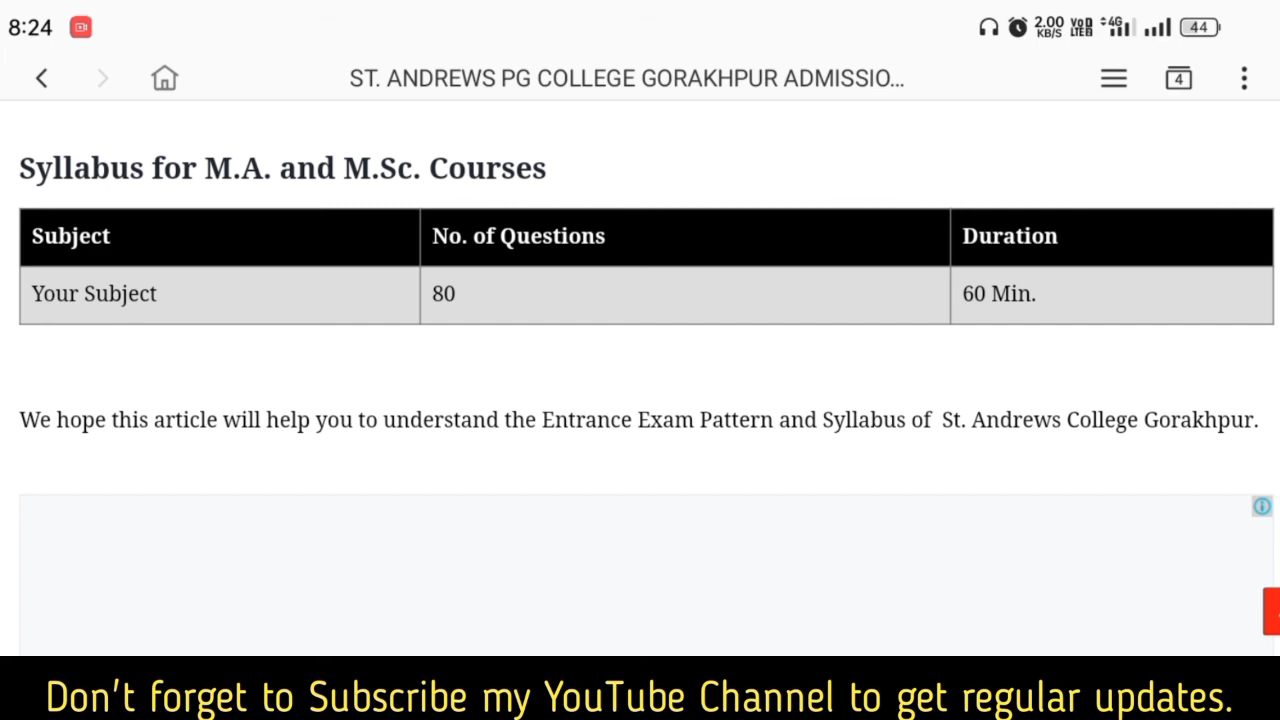 8:24 2.00 KB/S VoD LTE2 4G 44
ST. ANDREWS PG COLLEGE GORAKHPUR ADMISSIO... 4
Syllabus for M.A. and M.Sc. Courses
Subject No. of Questions Duration
Your Subject 80 60 Min.
We hope this article will help you to understand the Entrance Exam Pattern and Syllabus of St. Andrews College Gorakhpur.
Don't forget to Subscribe my YouTube Channel to get regular updates.